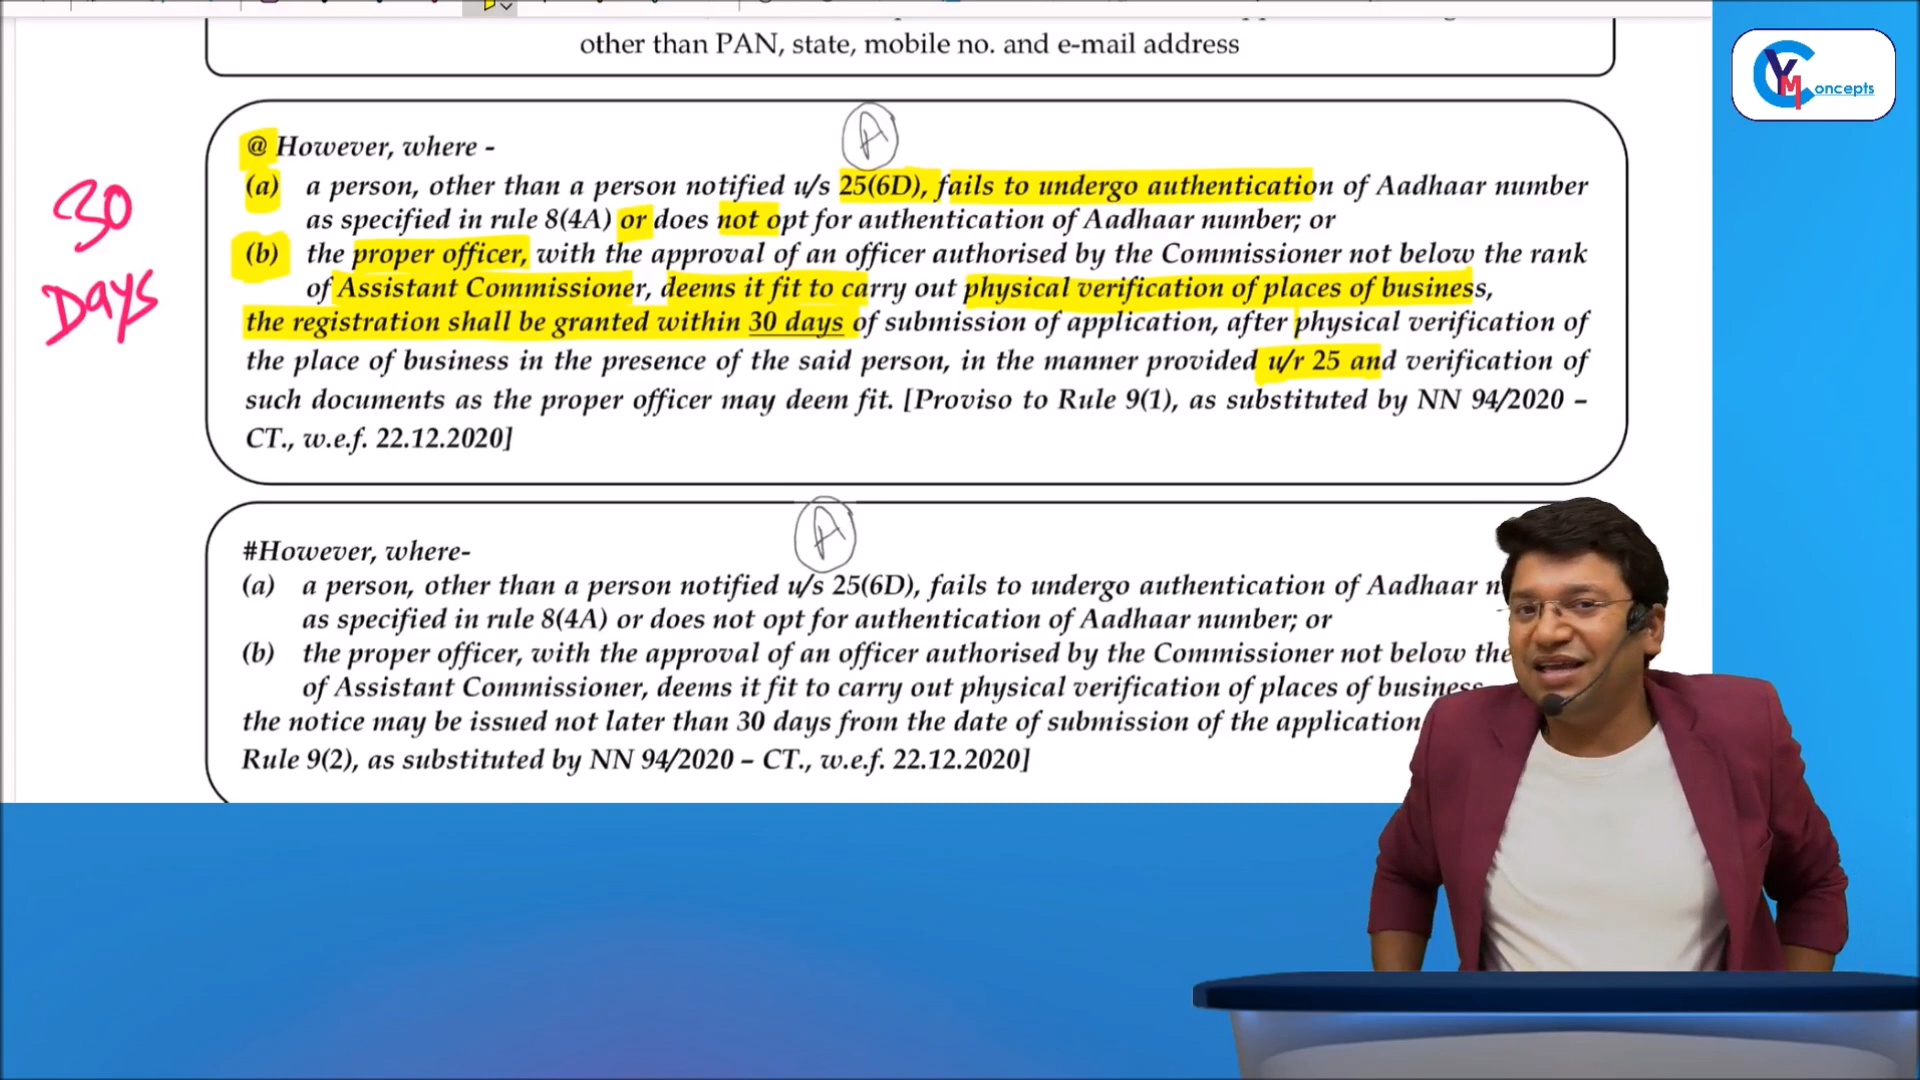 other than PAN, state, mobile no. and e-mail address
YM Concepts
A
@ However, where -
(a) a person, other than a person notified u/s 25(6D), fails to undergo authentication of Aadhaar number
as specified in rule 8(4A) or does not opt for authentication of Aadhaar number; or
(b) the proper officer, with the approval of an officer authorised by the Commissioner not below the rank
of Assistant Commissioner, deems it fit to carry out physical verification of places of business,
the registration shall be granted within 30 days of submission of application, after physical verification of
the place of business in the presence of the said person, in the manner provided u/r 25 and verification of
such documents as the proper officer may deem fit. [Proviso to Rule 9(1), as substituted by NN 94/2020 –
CT., w.e.f. 22.12.2020]
30
Days
A
#However, where-
(a) a person, other than a person notified u/s 25(6D), fails to undergo authentication of Aadhaar
as specified in rule 8(4A) or does not opt for authentication of Aadhaar number; or
(b) the proper officer, with the approval of an officer authorised by the Commissioner not below the
of Assistant Commissioner, deems it fit to carry out physical verification of places of business
the notice may be issued not later than 30 days from the date of submission of the application
Rule 9(2), as substituted by NN 94/2020 – CT., w.e.f. 22.12.2020]